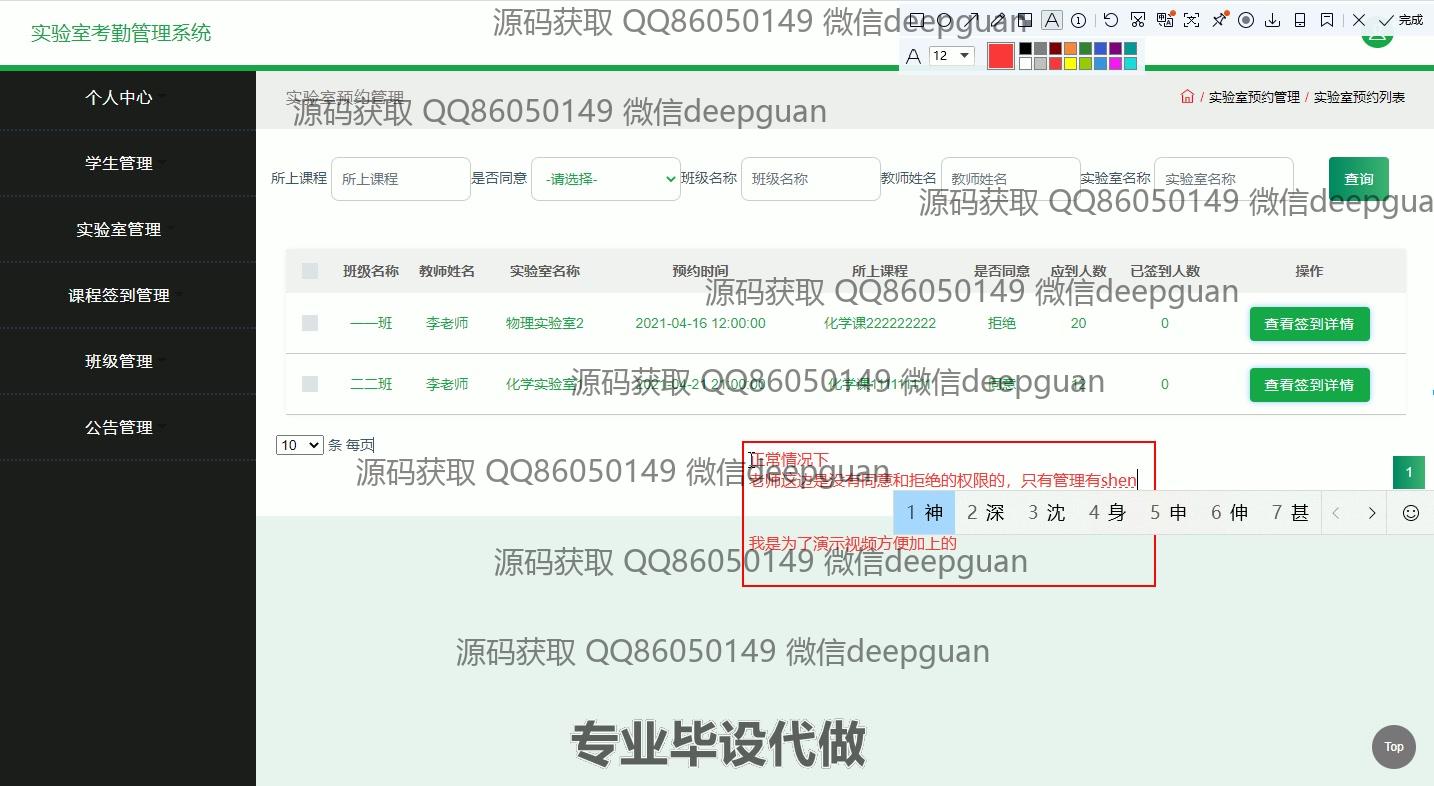 实验室考勤管理系统
源码获取 QQ86050149 微信deepguan
完成
A 12
个人中心
学生管理
实验室管理
课程签到管理
班级管理
公告管理
实验室预约管理
/ 实验室预约管理 / 实验室预约列表
源码获取 QQ86050149 微信deepguan
所上课程 所上课程 是否同意 -请选择- 班级名称 班级名称 教师姓名 教师姓名 实验室名称 实验室名称 查询
源码获取 QQ86050149 微信deepgua
班级名称 教师姓名 实验室名称 预约时间 所上课程 是否同意 应到人数 已签到人数 操作
源码获取 QQ86050149 微信deepguan
一一班 李老师 物理实验室2 2021-04-16 12:00:00 化学课222222222 拒绝 20 0 查看签到详情
二二班 李老师 化学实验室1 2021-04-21 21:00:00 同意 12 0 查看签到详情
源码获取 QQ86050149 微信deepguan
10 条 每页
正常情况下
源码获取 QQ86050149 微信deepguan
老师这边是没有同意和拒绝的权限的，只有管理有shen
1
1 神 2 深 3 沈 4 身 5 申 6 伸 7 甚
我是为了演示视频方便加上的
源码获取 QQ86050149 微信deepguan
源码获取 QQ86050149 微信deepguan
专业毕设代做
Top